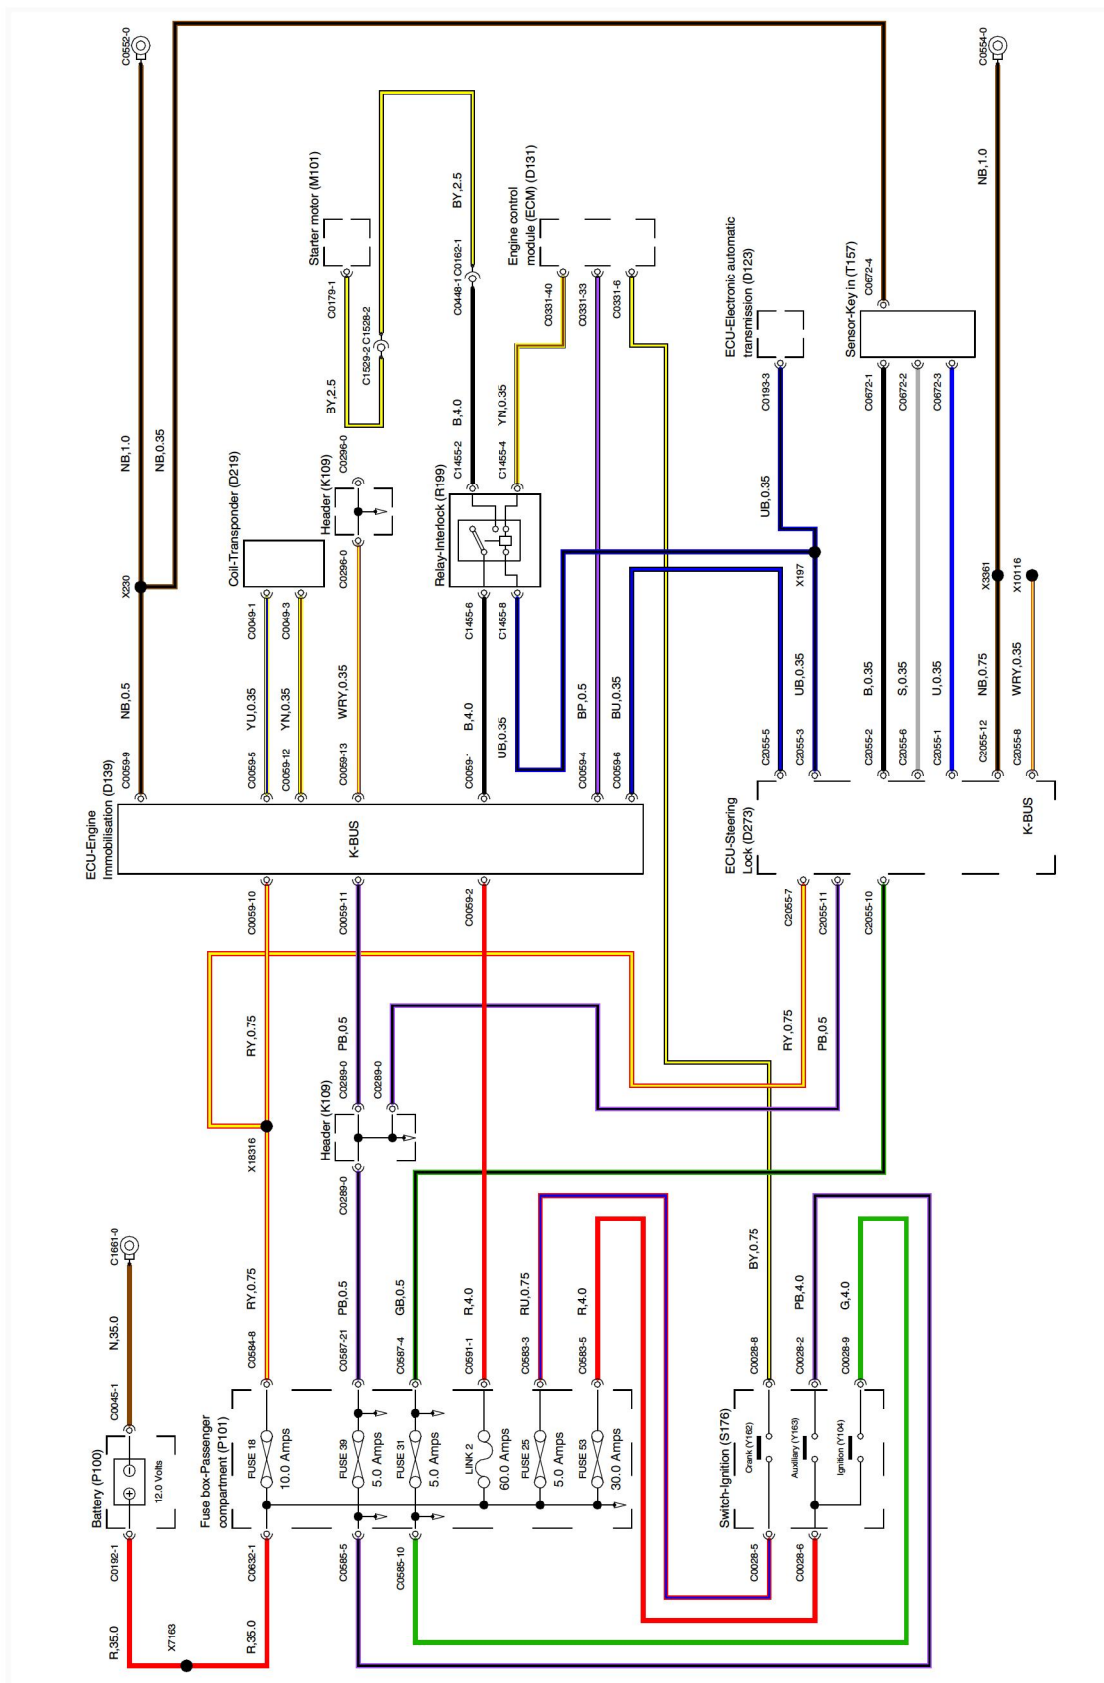 C0552-0
C0554-0
NB,1.0
NB,0.35
NB,1.0
Starter motor (M101)
C0179-1
BY,2.5
C1529-2
C1528-2
BY,2.5
C0448-1
C0162-1
Engine control
module (ECM) (D131)
C0331-40
C0331-33
C0331-6
ECU-Electronic automatic
transmission (D123)
C0193-3
Sensor-Key in (T157)
C0672-4
C0672-1
C0672-2
C0672-3
X230
Coil-Transponder (D219)
C0049-1
C0049-3
Header (K109)
C0296-0
C0296-0
Relay-Interlock (R199)
C1455-2
C1455-4
B,4.0
YN,0.35
C1455-6
C1455-8
UB,0.35
X197
X3361
X10116
NB,0.5
YU,0.35
YN,0.35
WRY,0.35
B,4.0
UB,0.35
BP,0.5
BU,0.35
UB,0.35
B,0.35
S,0.35
U,0.35
NB,0.75
WRY,0.35
C0059-9
C0059-5
C0059-12
C0059-13
C0059-4
C0059-6
C2055-5
C2055-3
C2055-2
C2055-6
C2055-1
C2055-12
C2055-8
ECU-Engine
Immobilisation (D139)
K-BUS
ECU-Steering
Lock (D273)
K-BUS
C0059-10
C0059-11
C0059-2
C2055-7
C2055-11
C2055-10
RY,0.75
PB,0.5
RY,0.75
PB,0.5
X18316
Header (K109)
C0289-0
C0289-0
C0289-0
C1661-0
N,35.0
C0045-1
RY,0.75
PB,0.5
GB,0.5
R,4.0
RU,0.75
R,4.0
BY,0.75
PB,4.0
G,4.0
C0584-8
C0587-21
C0587-4
C0591-1
C0583-3
C0583-5
C0028-8
C0028-2
C0028-9
Battery (P100)
12.0 Volts
Fuse box-Passenger
compartment (P101)
FUSE 18
10.0 Amps
FUSE 39
5.0 Amps
FUSE 31
5.0 Amps
LINK 2
60.0 Amps
FUSE 25
5.0 Amps
FUSE 53
30.0 Amps
Switch-Ignition (S176)
Crank (Y162)
Auxiliary (Y163)
Ignition (Y104)
C0192-1
C0632-1
C0585-5
C0585-10
C0028-5
C0028-6
R,35.0
X7163
R,35.0